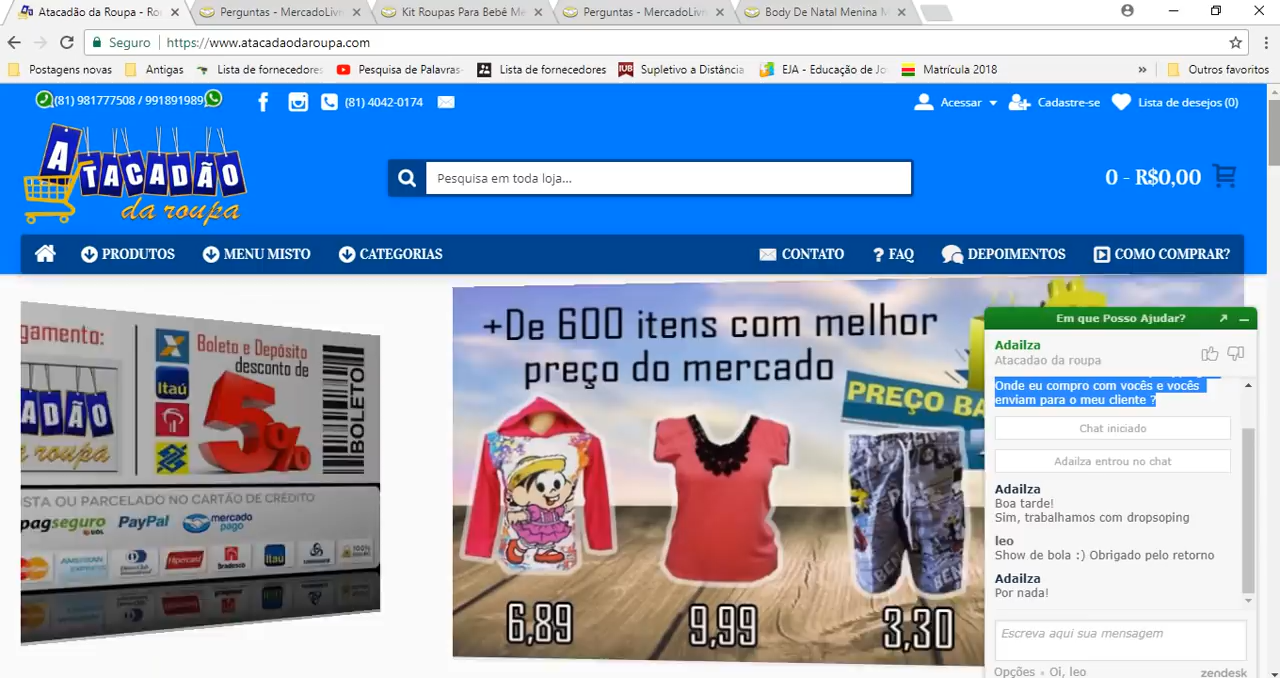 Atacadão da Roupa - Ro
Perguntas - MercadoLivr
Kit Roupas Para Bebê Me
Perguntas - MercadoLivr
Body De Natal Menina M
Seguro
https://www.atacadaodaroupa.com
Postagens novas
Antigas
Lista de fornecedores
Pesquisa de Palavras-
Lista de fornecedores
Supletivo a Distância
EJA - Educação de Jo
Matrícula 2018
»
Outros favoritos
(81) 981777508 / 991891989
(81) 4042-0174
Acessar
Cadastre-se
Lista de desejos (0)
ATACADÃO
da roupa
Pesquisa em toda loja...
0 - R$0,00
PRODUTOS
MENU MISTO
CATEGORIAS
CONTATO
? FAQ
DEPOIMENTOS
COMO COMPRAR?
gamento:
Boleto e Depósito
desconto de
5%
BOLETO
Itaú
ADÃO
a roupa
ISTA OU PARCELADO NO CARTÃO DE CRÉDITO
pagseguro
UOL
PayPal
mercado
pago
+De 600 itens com melhor
preço do mercado
PREÇO BA
6,89
9,99
3,30
Em que Posso Ajudar?
Adailza
Atacadao da roupa
Onde eu compro com vocês e vocês
enviam para o meu cliente ?
Chat iniciado
Adailza entrou no chat
Adailza
Boa tarde!
Sim, trabalhamos com dropsoping
leo
Show de bola :) Obrigado pelo retorno
Adailza
Por nada!
Escreva aqui sua mensagem
Opções • Oi, leo
zendesk